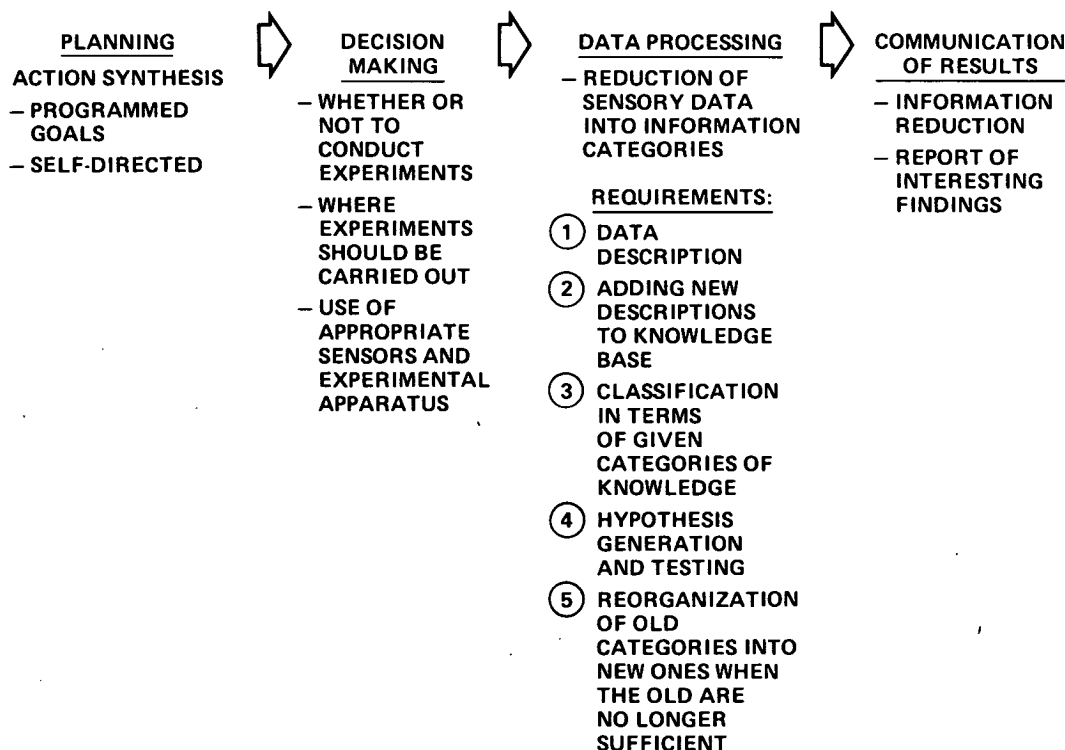 PLANNING
ACTION SYNTHESIS
– PROGRAMMED
GOALS
– SELF-DIRECTED
DECISION
MAKING
– WHETHER OR
NOT TO
CONDUCT
EXPERIMENTS
– WHERE
EXPERIMENTS
SHOULD BE
CARRIED OUT
– USE OF
APPROPRIATE
SENSORS AND
EXPERIMENTAL
APPARATUS
DATA PROCESSING
– REDUCTION OF
SENSORY DATA
INTO INFORMATION
CATEGORIES
REQUIREMENTS:
1 DATA
DESCRIPTION
2 ADDING NEW
DESCRIPTIONS
TO KNOWLEDGE
BASE
3 CLASSIFICATION
IN TERMS
OF GIVEN
CATEGORIES OF
KNOWLEDGE
4 HYPOTHESIS
GENERATION
AND TESTING
5 REORGANIZATION
OF OLD
CATEGORIES INTO
NEW ONES WHEN
THE OLD ARE
NO LONGER
SUFFICIENT
COMMUNICATION
OF RESULTS
– INFORMATION
REDUCTION
– REPORT OF
INTERESTING
FINDINGS